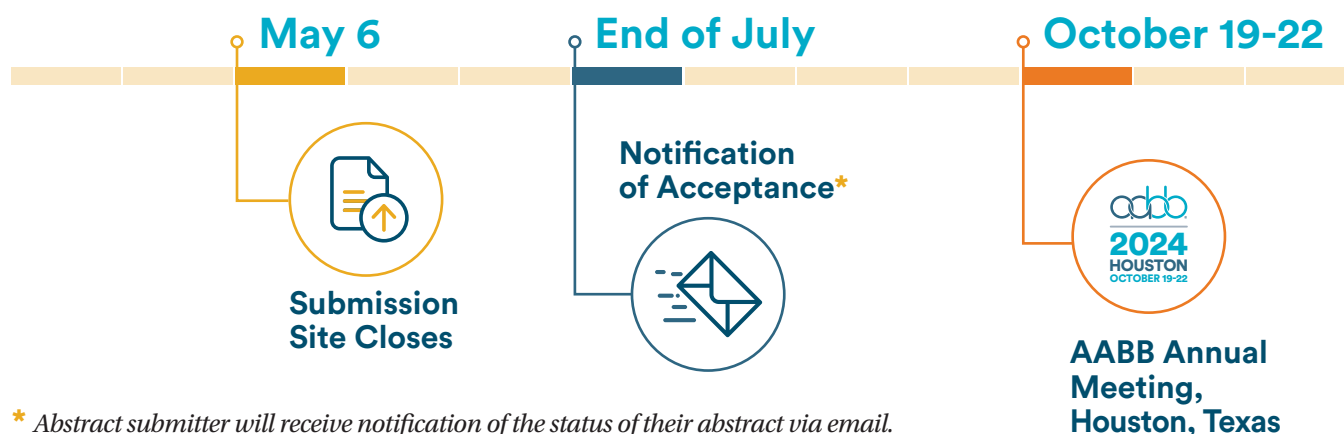 May 6
End of July
October 19-22
Submission
Site Closes
Notification
of Acceptance*
aabb
2024
HOUSTON
OCTOBER 19-22
AABB Annual
Meeting,
Houston, Texas
* Abstract submitter will receive notification of the status of their abstract via email.